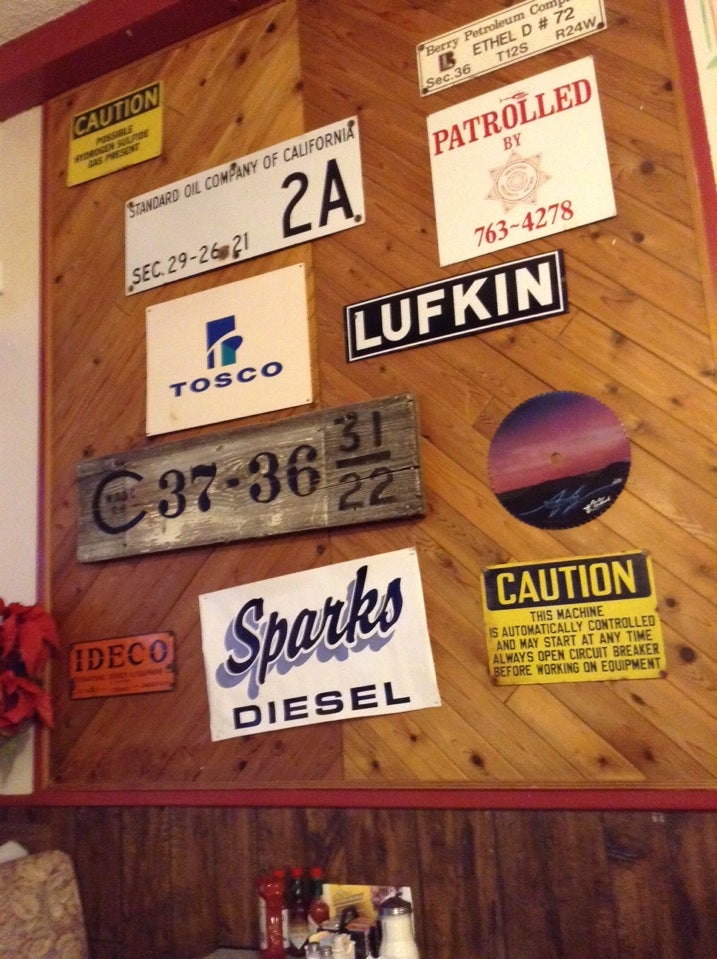 Berry Petroleum Comp
ETHEL D # 72
Sec.36 T12S R24W
CAUTION
POSSIBLE
HYDROGEN SULFIDE
GAS PRESENT
PATROLLED
BY
763-4278
STANDARD OIL COMPANY OF CALIFORNIA
2A
SEC. 29-26-21
LUFKIN
TOSCO
C 37-36 31
22
CAUTION
THIS MACHINE
IS AUTOMATICALLY CONTROLLED
AND MAY START AT ANY TIME
ALWAYS OPEN CIRCUIT BREAKER
BEFORE WORKING ON EQUIPMENT
IDECO
Sparks
DIESEL